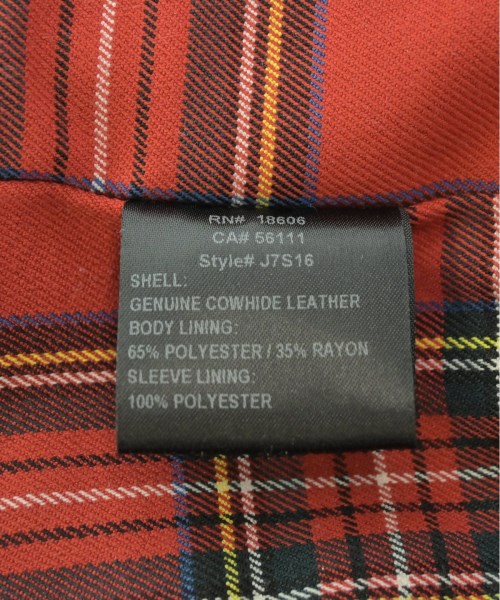 RN# 18606
CA# 56111
Style# J7S16
SHELL:
GENUINE COWHIDE LEATHER
BODY LINING:
65% POLYESTER / 35% RAYON
SLEEVE LINING:
100% POLYESTER